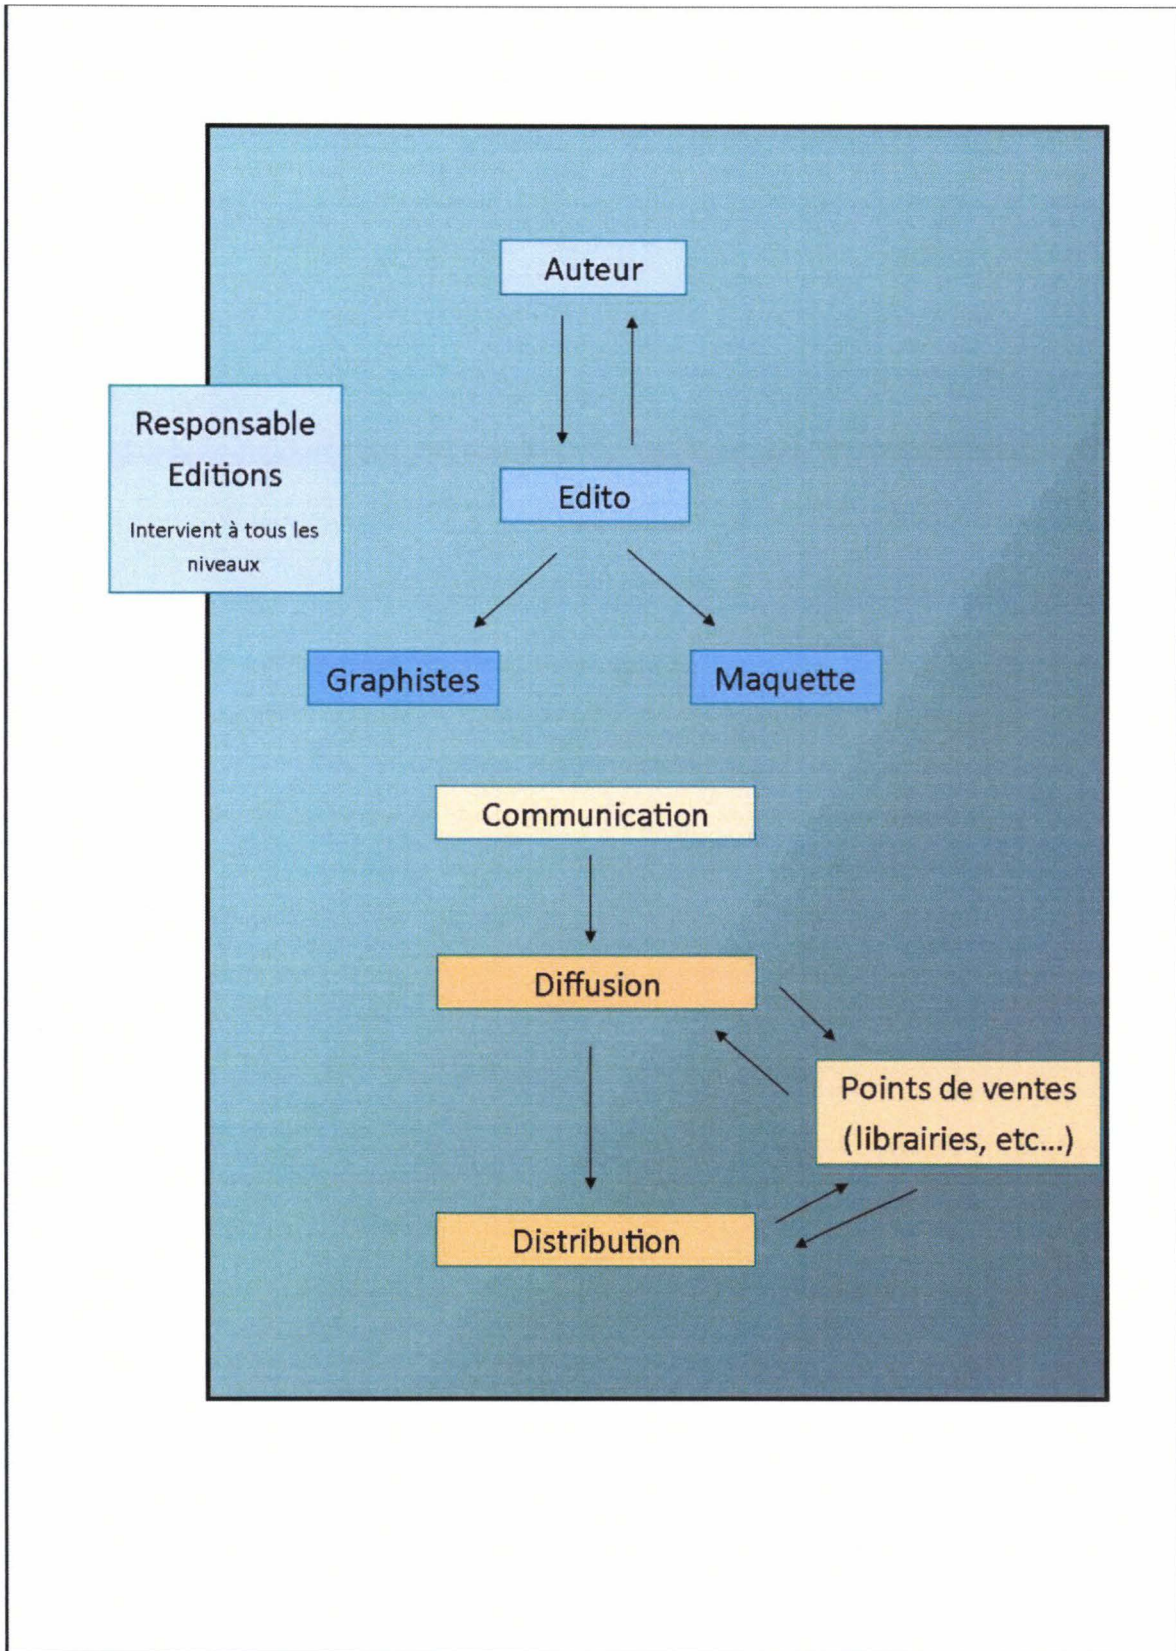 Auteur
Responsable
Editions
Intervient à tous les
niveaux
Edito
Graphistes
Maquette
Communication
Diffusion
Points de ventes
(librairies, etc...)
Distribution